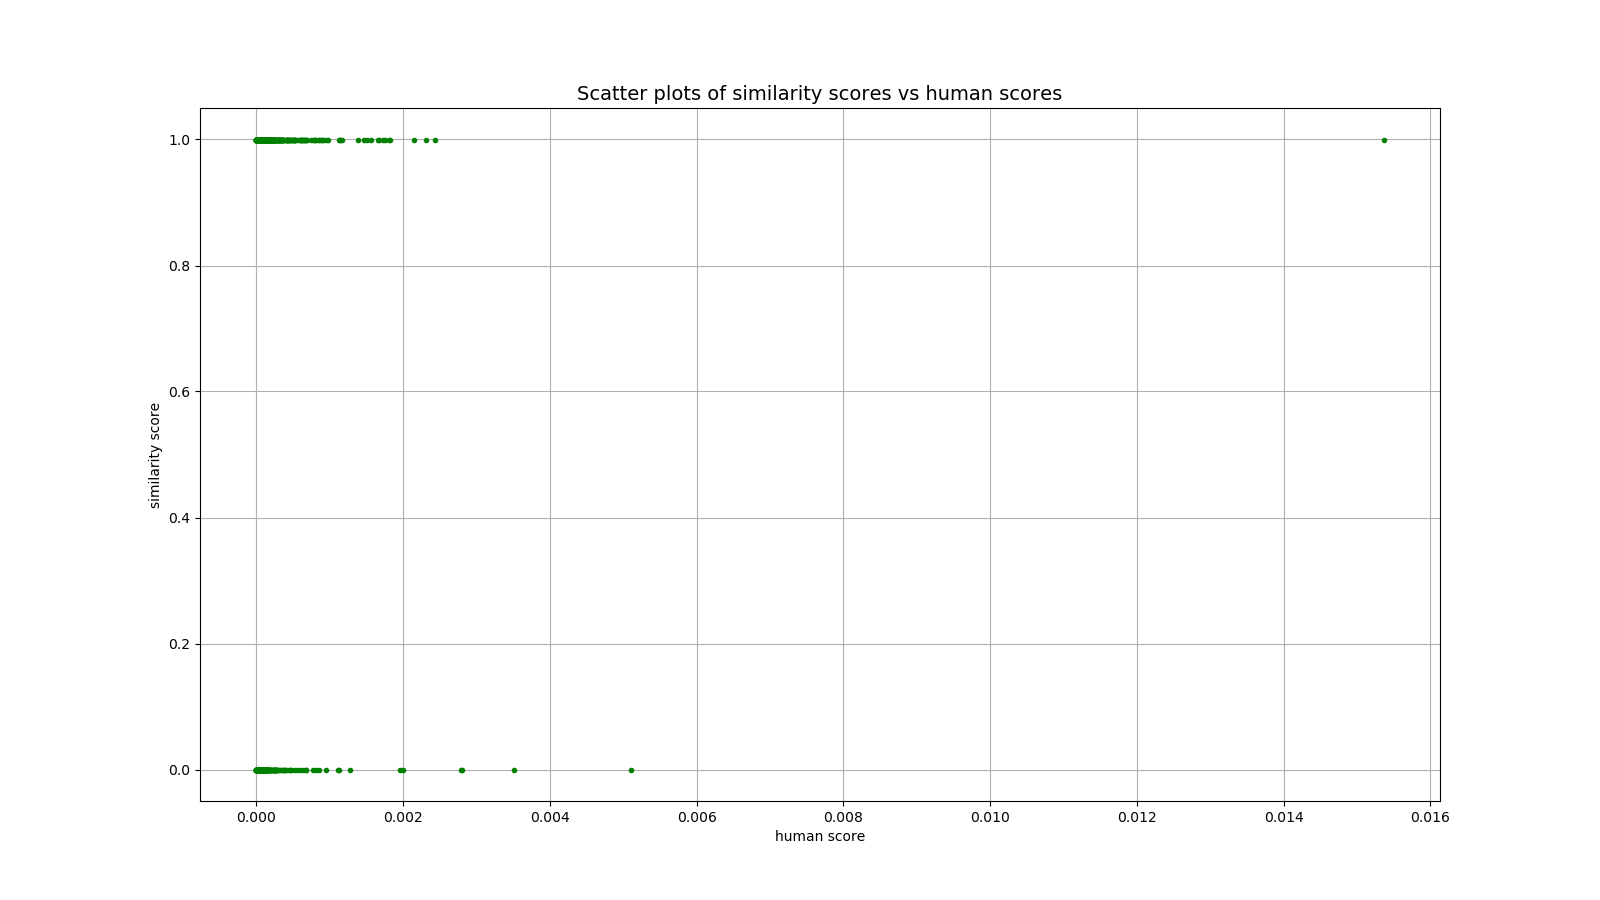 Scatter plots of similarity scores vs human scores
1.0
0.8
0.6
0.4
0.2
0.0
similarity score
0.000 0.002 0.004 0.006 0.008 0.010 0.012 0.014 0.016
human score